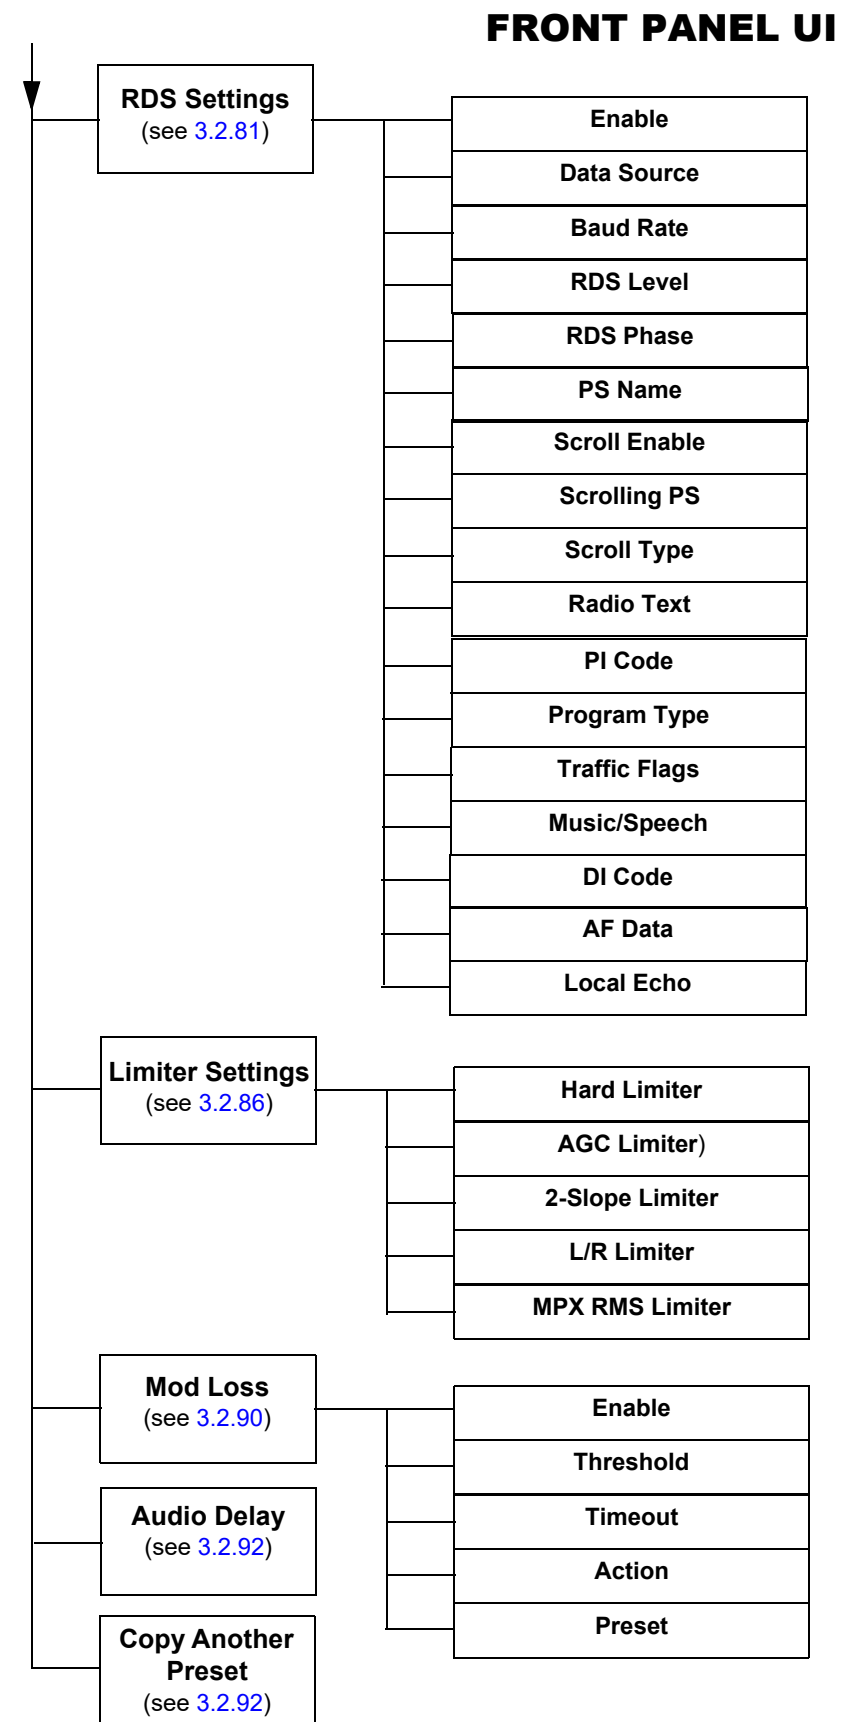 FRONT PANEL UI
RDS Settings
(see 3.2.81)
Enable
Data Source
Baud Rate
RDS Level
RDS Phase
PS Name
Scroll Enable
Scrolling PS
Scroll Type
Radio Text
PI Code
Program Type
Traffic Flags
Music/Speech
DI Code
AF Data
Local Echo
Limiter Settings
(see 3.2.86)
Hard Limiter
AGC Limiter)
2-Slope Limiter
L/R Limiter
MPX RMS Limiter
Mod Loss
(see 3.2.90)
Enable
Threshold
Timeout
Action
Preset
Audio Delay
(see 3.2.92)
Copy Another
Preset
(see 3.2.92)